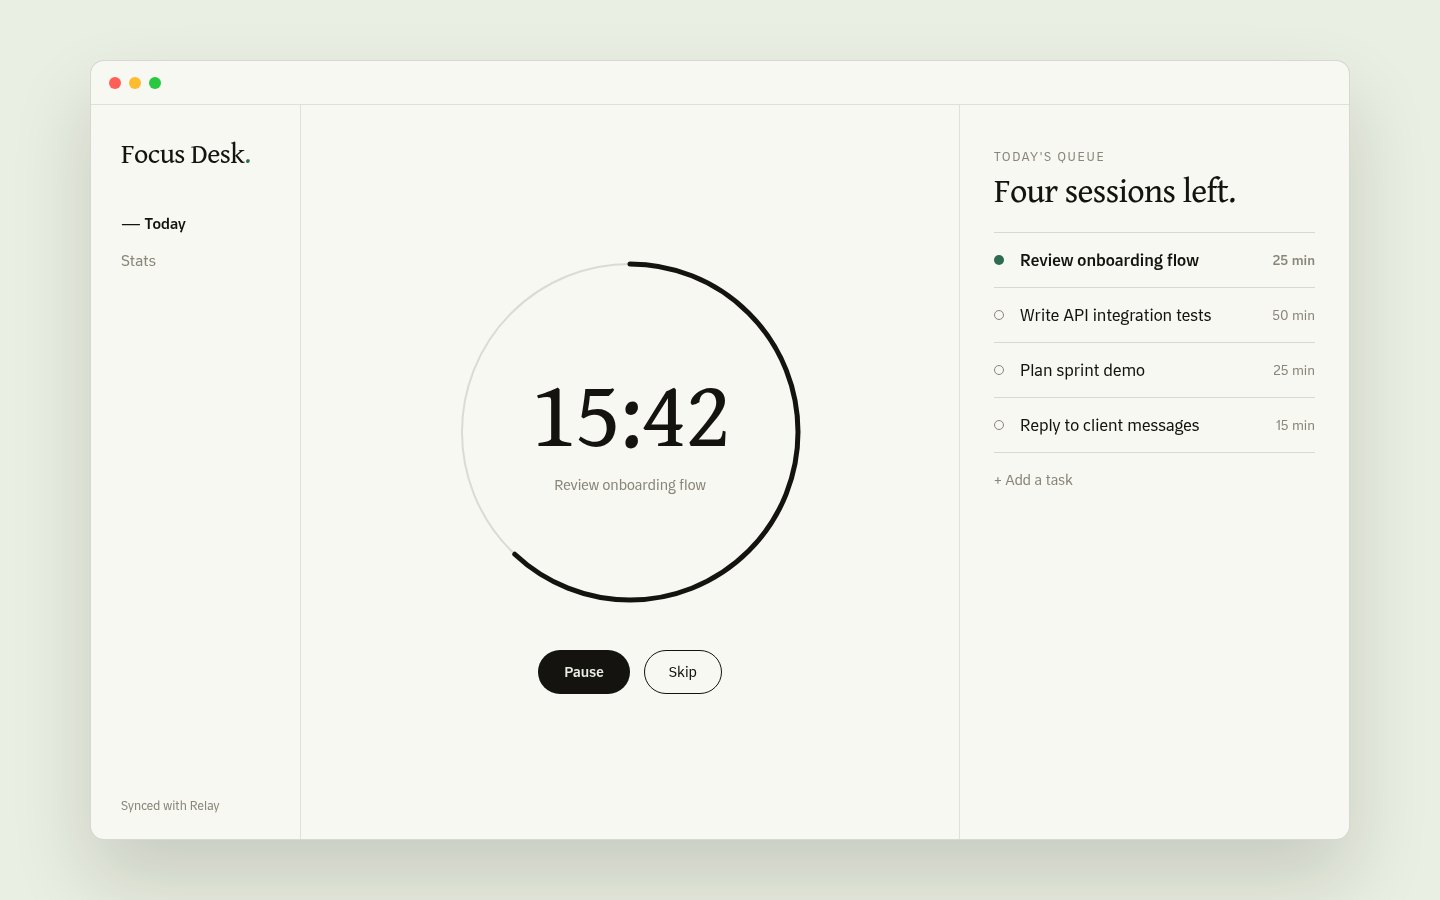 Focus Desk.
— Today
Stats
Synced with Relay
15:42
Review onboarding flow
Pause
Skip
TODAY'S QUEUE
Four sessions left.
Review onboarding flow 25 min
Write API integration tests 50 min
Plan sprint demo 25 min
Reply to client messages 15 min
+ Add a task